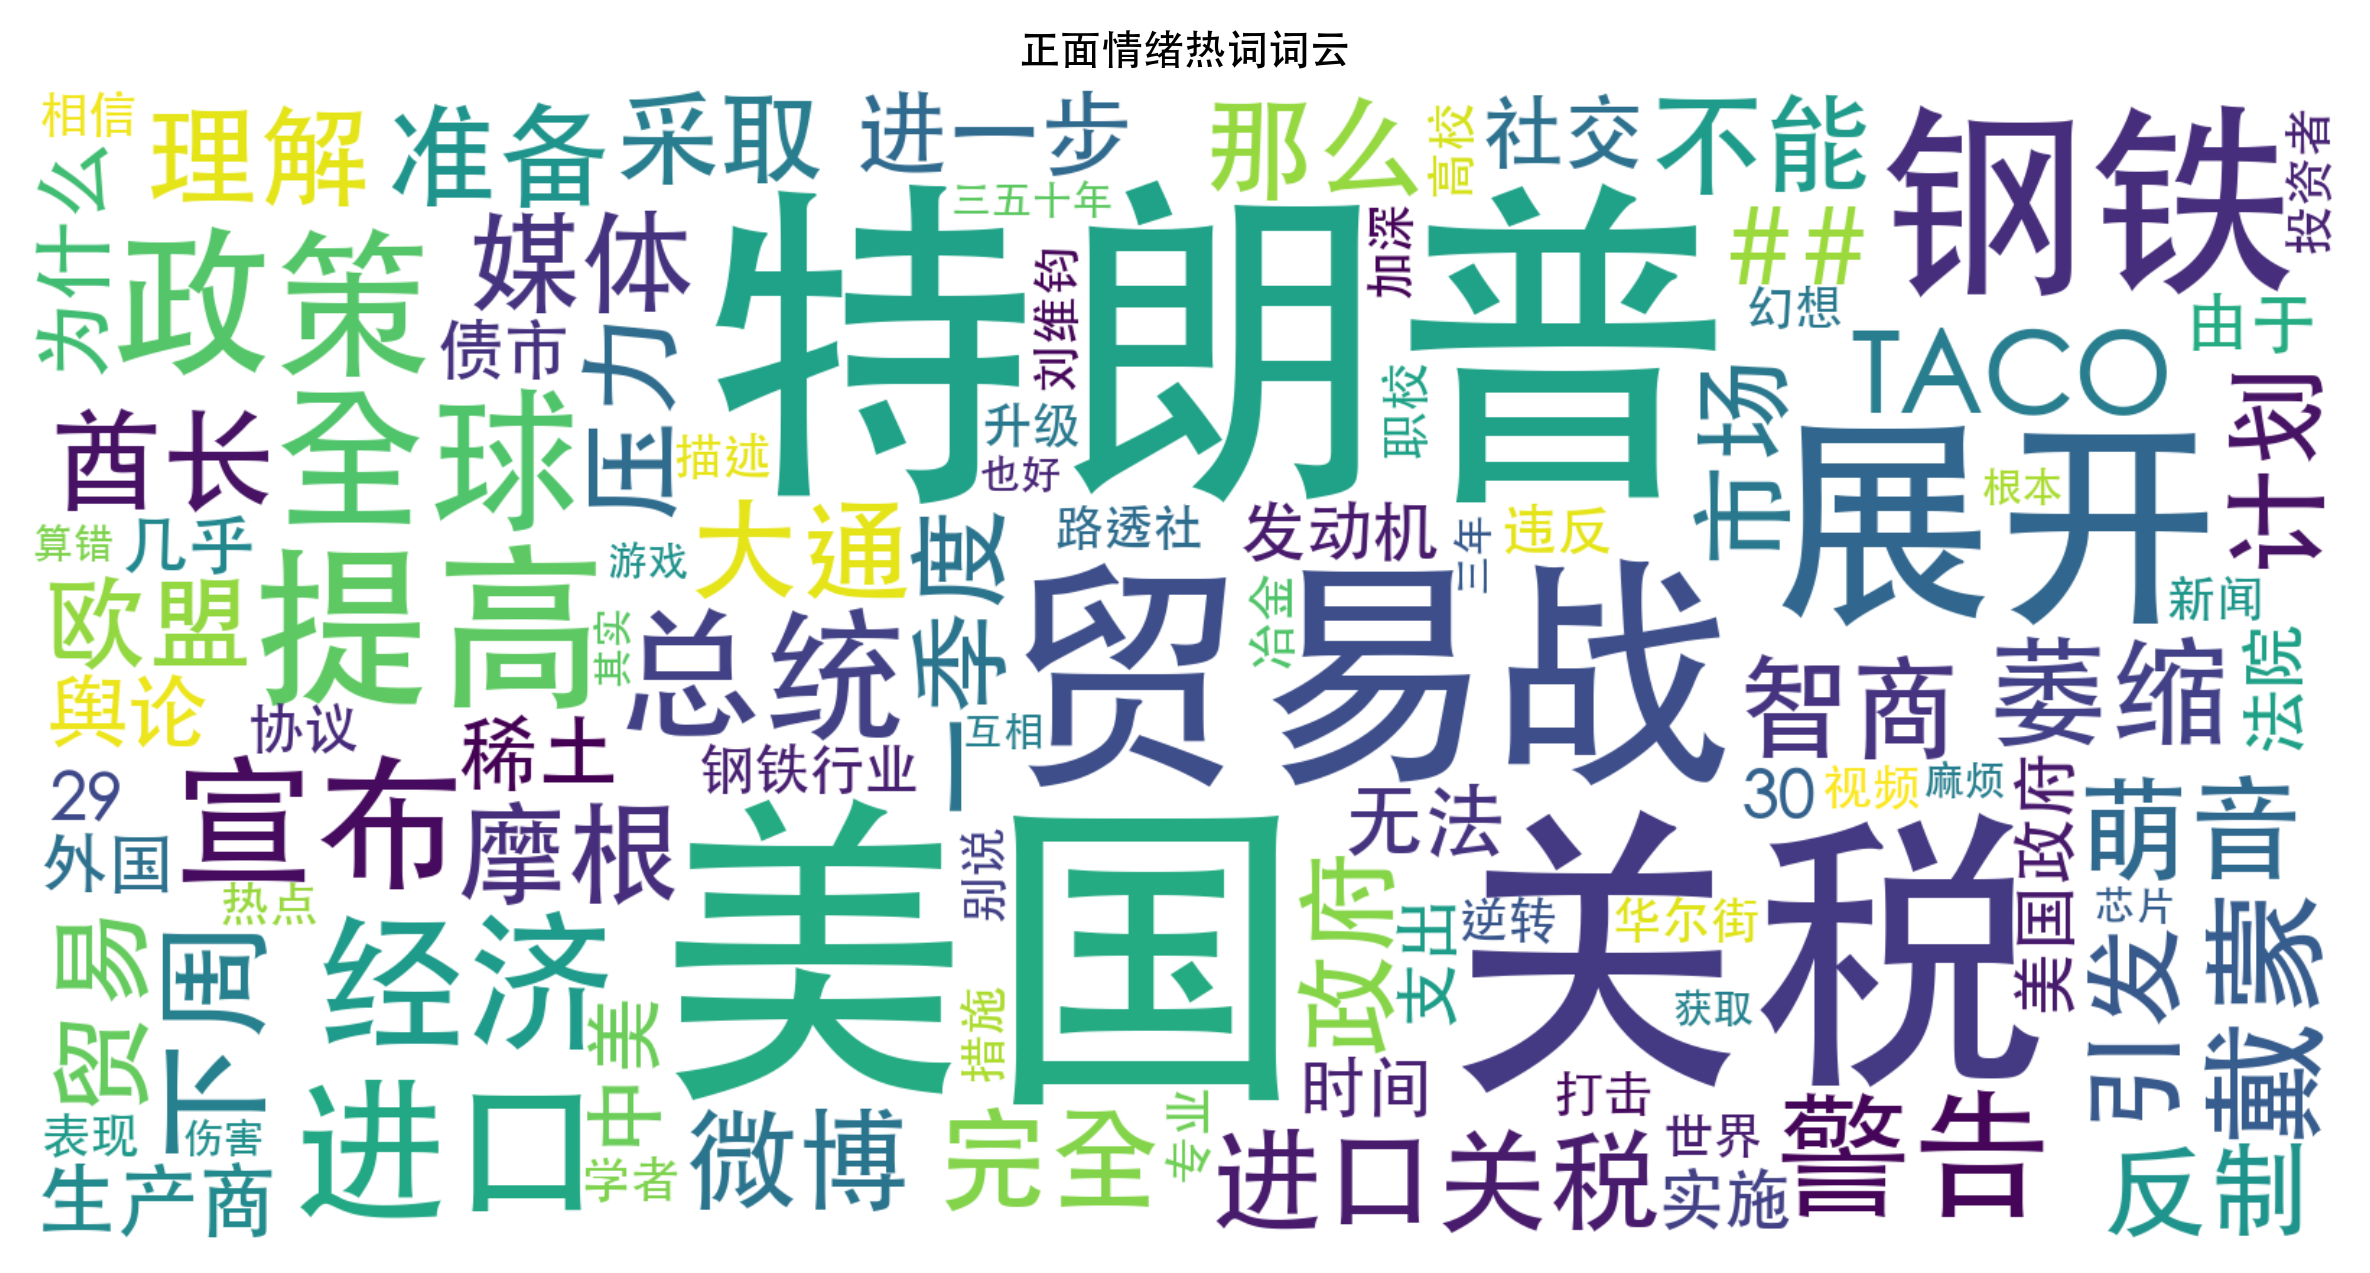 正面情绪热词词云
相信
理解
准备
采取
进一步
那么
高校
社交
不能
钢铁
投资者
为什么
政策
媒体
特朗普
三五十年
刘维钧
加深
##
幻想
由于
债市
压力
TACO
酋长
全球
描述
升级
也好
职校
市场
展开
根本
计划
算错
几乎
游戏
大通
一季度
路透社
发动机
三年
违反
新闻
欧盟
提高
其实
总统
贸易战
冶金
智商
萎缩
法院
舆论
协议
稀土
钢铁行业
互相
29
外国
宣布
摩根
无法
30
视频
麻烦
美国政府
萌音
热点
美国
别说
政府
支出
逆转
关税
华尔街
芯片
引发
戴蒙
贸易
下周
经济
中美
措施
获取
表现
伤害
进口
学者
微博
完全
专业
时间
打击
世界
警告
反制
生产商
进口关税
实施